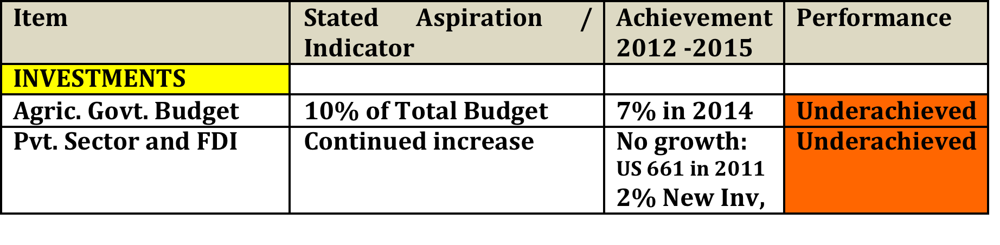 Item Stated Aspiration / Achievement Performance
Indicator 2012 -2015
INVESTMENTS
Agric. Govt. Budget 10% of Total Budget 7% in 2014 Underachieved
Pvt. Sector and FDI Continued increase No growth: Underachieved
US 661 in 2011
2% New Inv,